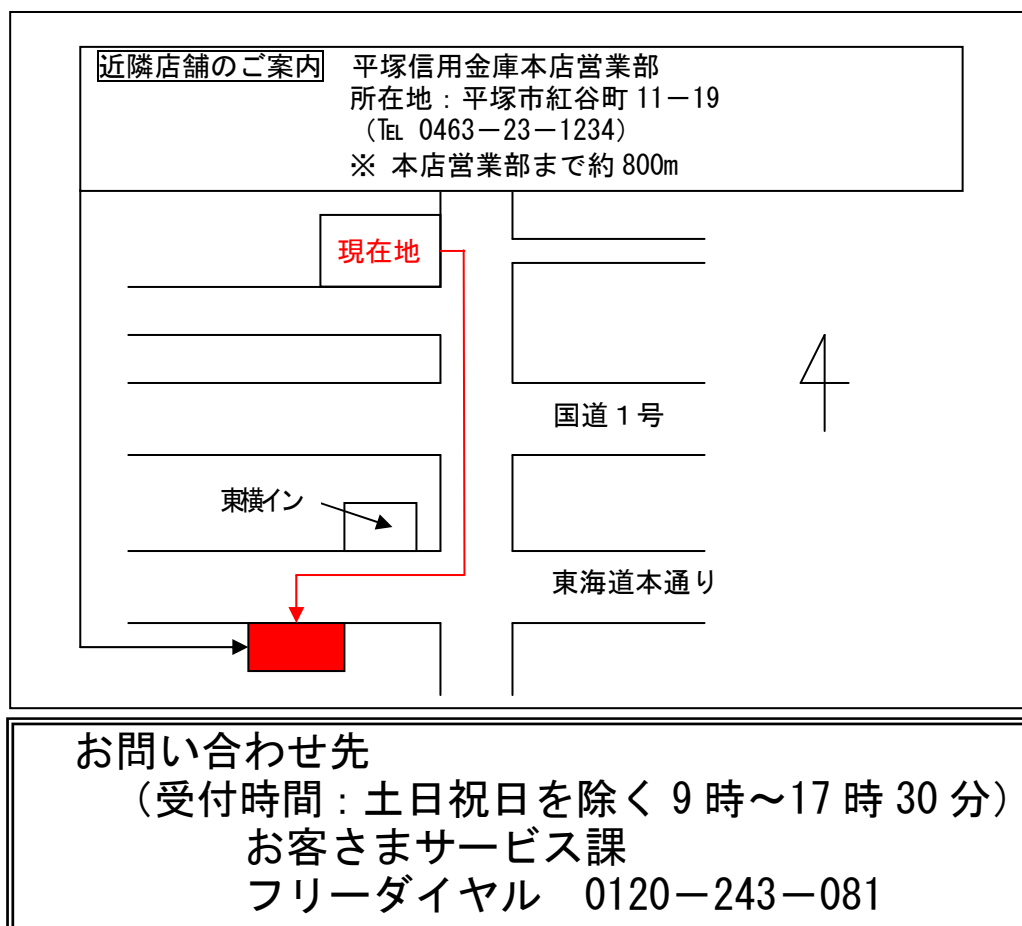 近隣店舗のご案内 平塚信用金庫本店営業部
所在地：平塚市紅谷町11－19
（℡ 0463－23－1234）
※ 本店営業部まで約800m
現在地
国道1号
東横イン
東海道本通り
お問い合わせ先
（受付時間：土日祝日を除く9時～17時30分）
お客さまサービス課
フリーダイヤル 0120－243－081